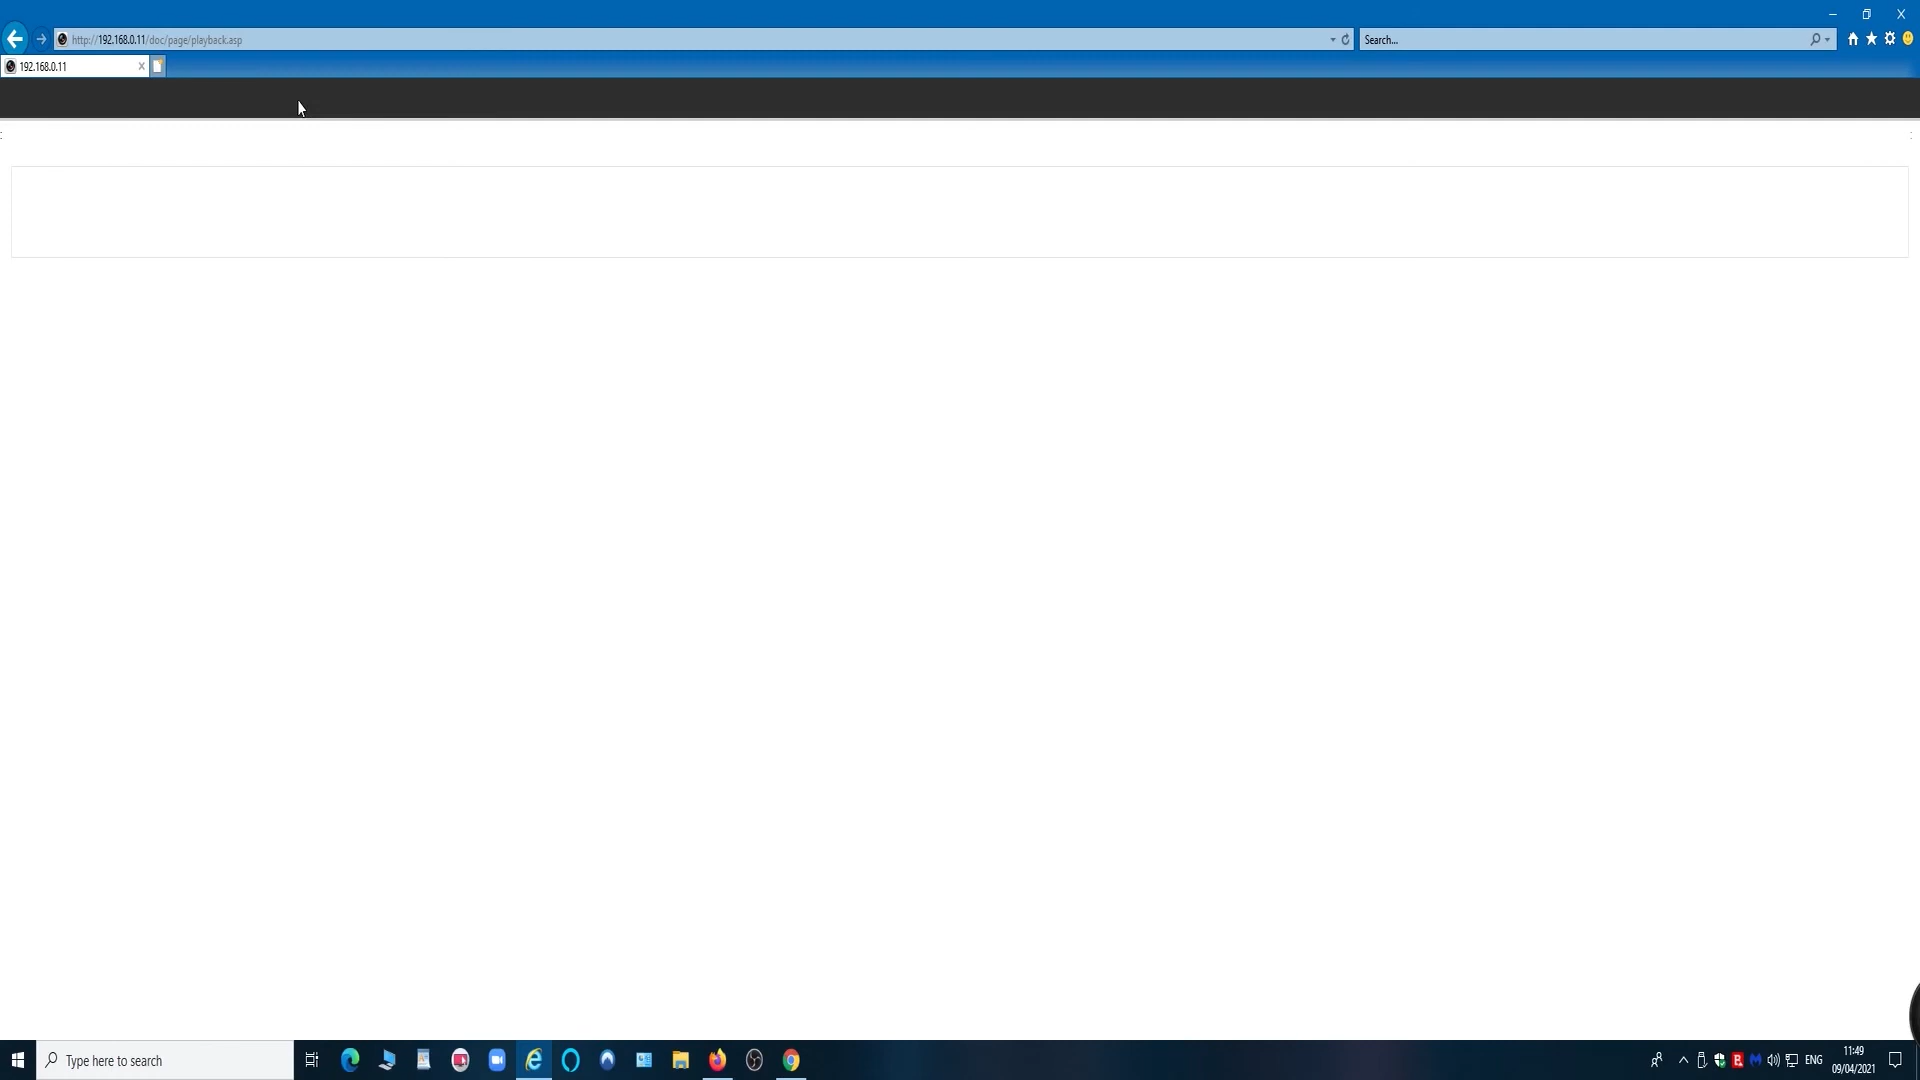 http://192.168.0.11/doc/page/playback.asp
Search...
192.168.0.11
:
:
Type here to search
ENG
11:49
09/04/2021